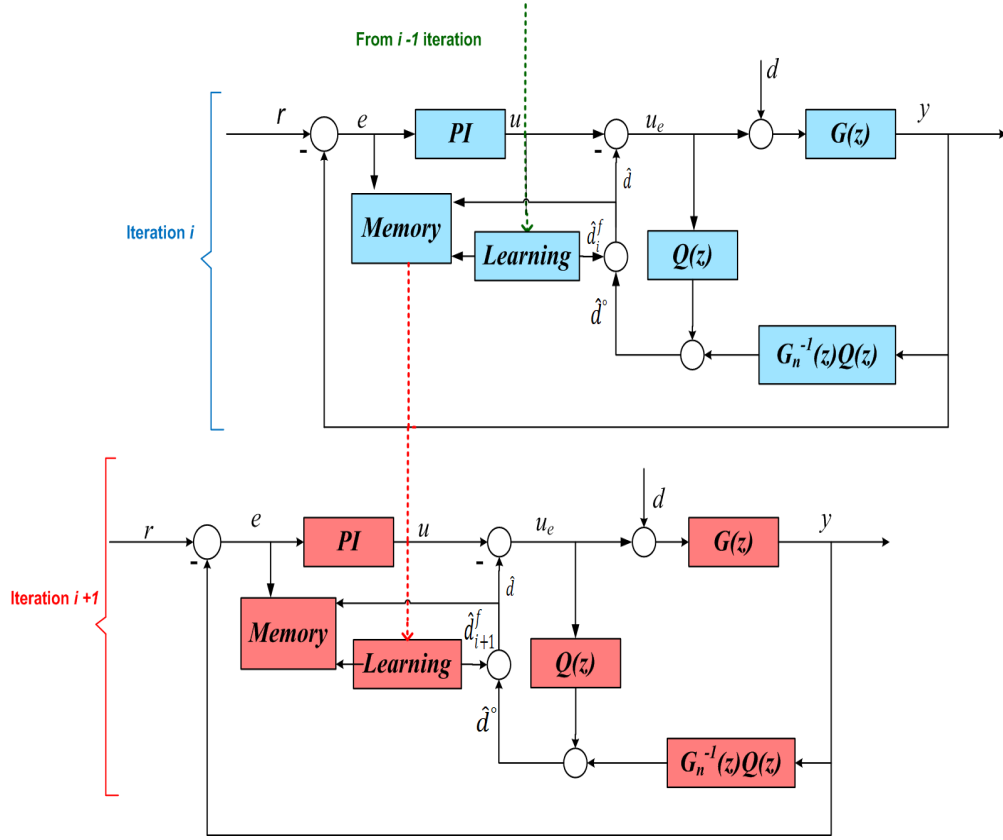 From i -1 iteration
d
r
e
PI
u
u_e
G(z)
y
-
-
d̂
Memory
Iteration i
Learning
d̂_i^f
Q(z)
d̂°
G_n^{-1}(z)Q(z)
r
e
PI
u
u_e
d
G(z)
y
-
-
d̂
Iteration i +1
Memory
d̂_{i+1}^f
Learning
Q(z)
d̂°
G_n^{-1}(z)Q(z)